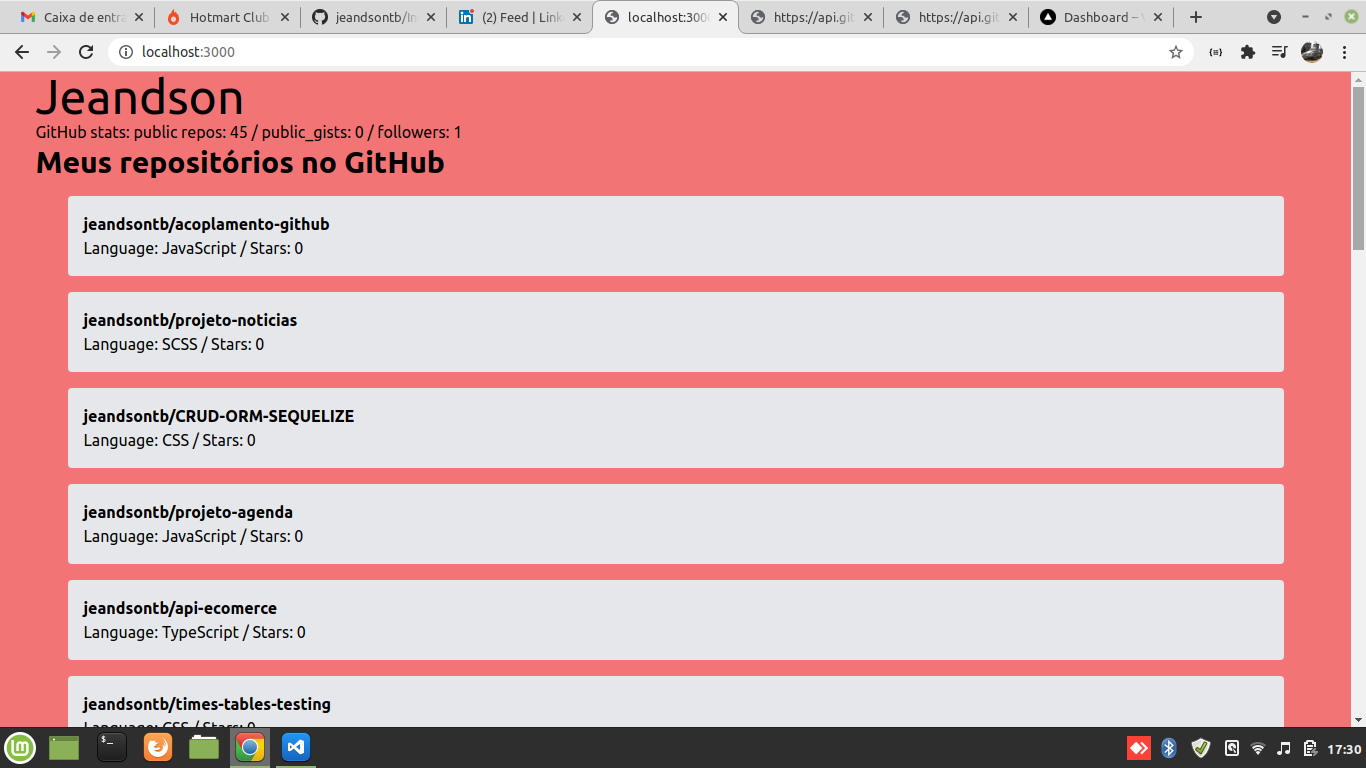 Caixa de entra
Hotmart Club
jeandsontb/In
(2) Feed | Link
localhost:300
https://api.git
https://api.git
Dashboard –
localhost:3000
Jeandson
GitHub stats: public repos: 45 / public_gists: 0 / followers: 1
Meus repositórios no GitHub
jeandsontb/acoplamento-github
Language: JavaScript / Stars: 0
jeandsontb/projeto-noticias
Language: SCSS / Stars: 0
jeandsontb/CRUD-ORM-SEQUELIZE
Language: CSS / Stars: 0
jeandsontb/projeto-agenda
Language: JavaScript / Stars: 0
jeandsontb/api-ecomerce
Language: TypeScript / Stars: 0
jeandsontb/times-tables-testing
Language: CSS / Stars: 0
17:30